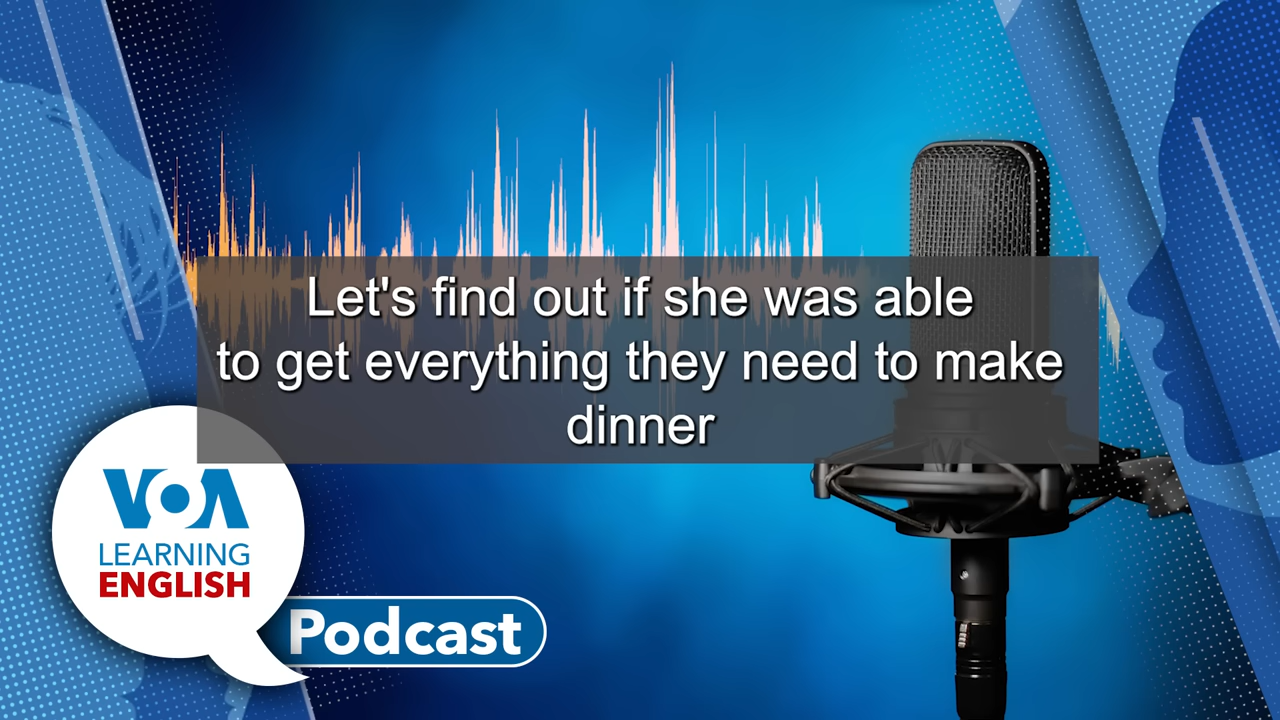 Let's find out if she was able
to get everything they need to make
dinner
VOA
LEARNING
ENGLISH
Podcast